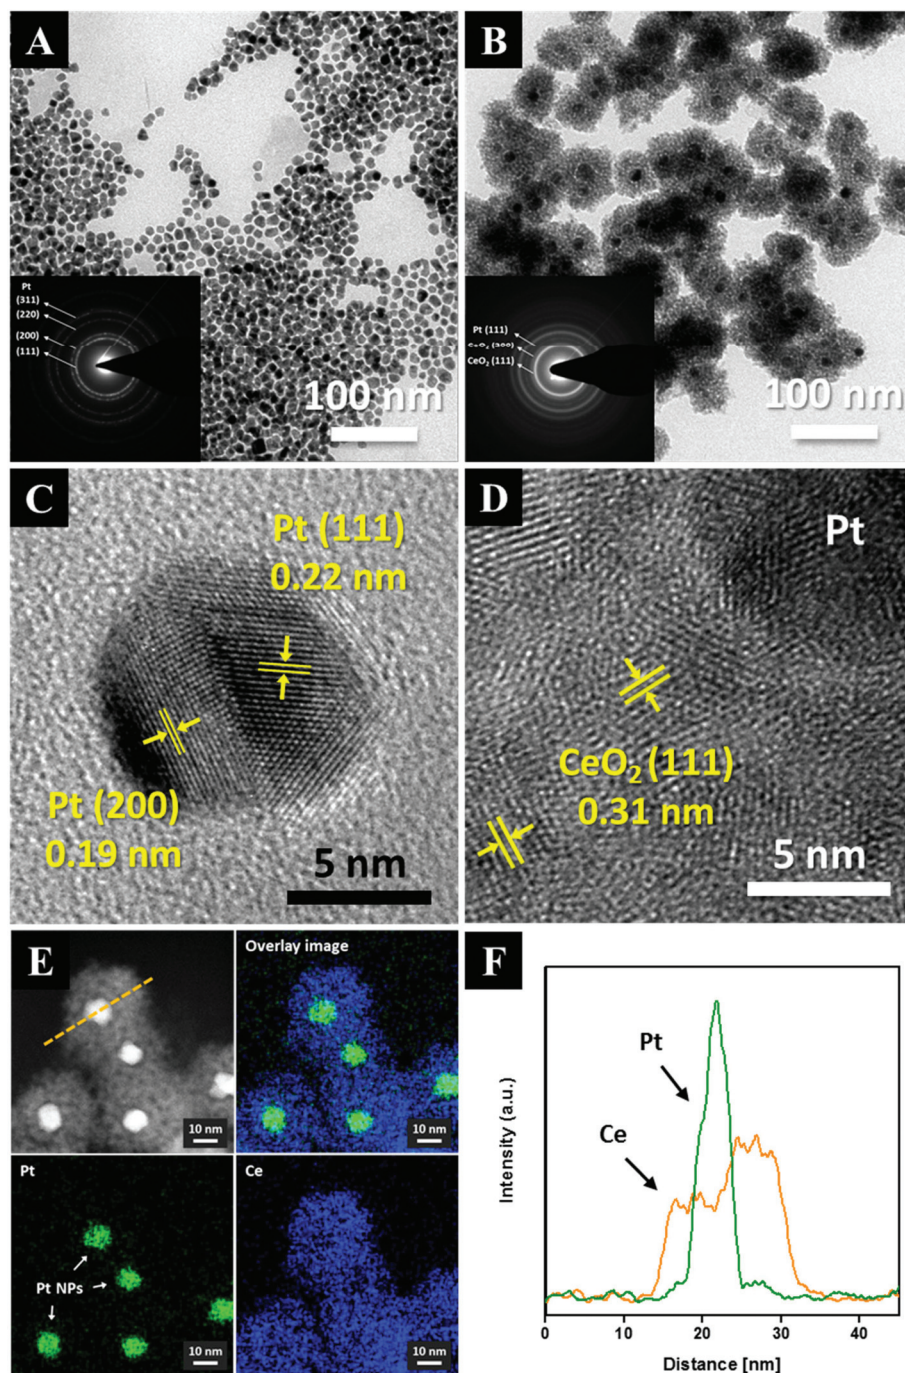 A
Pt
(311)
(220)
(200)
(111)
100 nm
B
Pt (111)
CeO₂ (111)
100 nm
C
Pt (111)
0.22 nm
Pt (200)
0.19 nm
5 nm
D
Pt
CeO₂ (111)
0.31 nm
5 nm
E
10 nm
Overlay image
10 nm
Pt
Pt NPs
10 nm
Ce
10 nm
F
Pt
Ce
Intensity (a.u.)
0
10
20
30
40
Distance [nm]